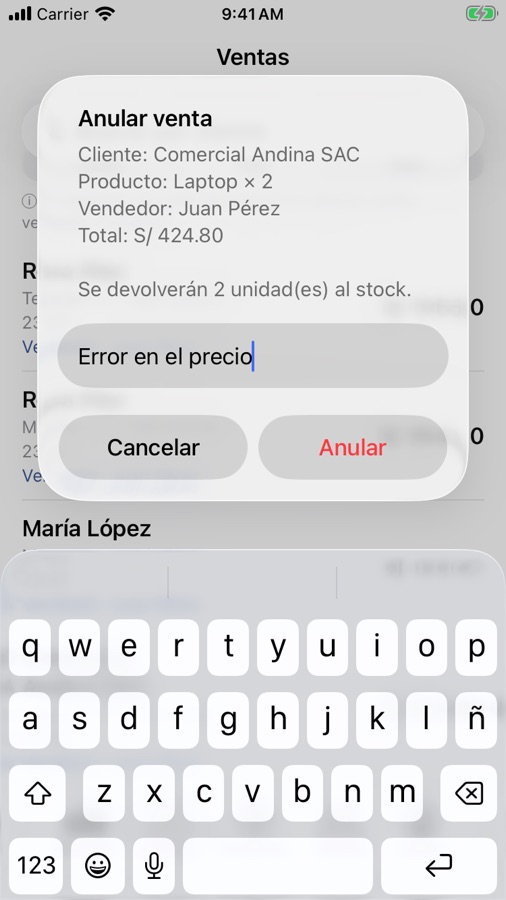 Carrier 9:41 AM
Ventas
Anular venta
Cliente: Comercial Andina SAC
Producto: Laptop × 2
Vendedor: Juan Pérez
Total: S/ 424.80
Se devolverán 2 unidad(es) al stock.
Error en el precio
Cancelar Anular
María López
q w e r t y u i o p
a s d f g h j k l ñ
z x c v b n m
123